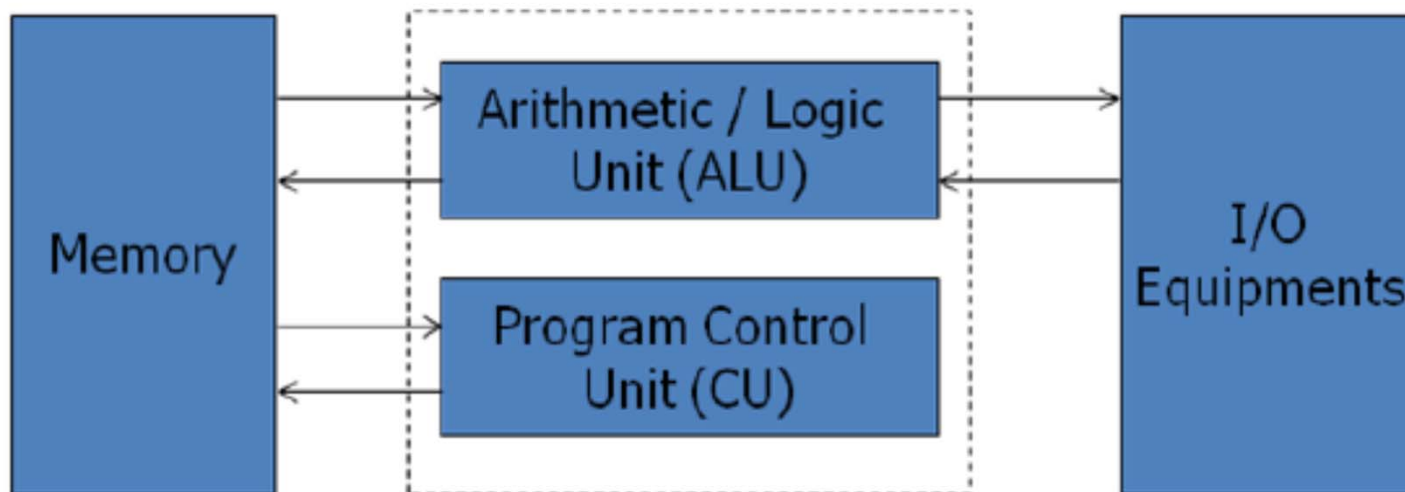 Memory
Arithmetic / Logic
Unit (ALU)
Program Control
Unit (CU)
I/O
Equipments